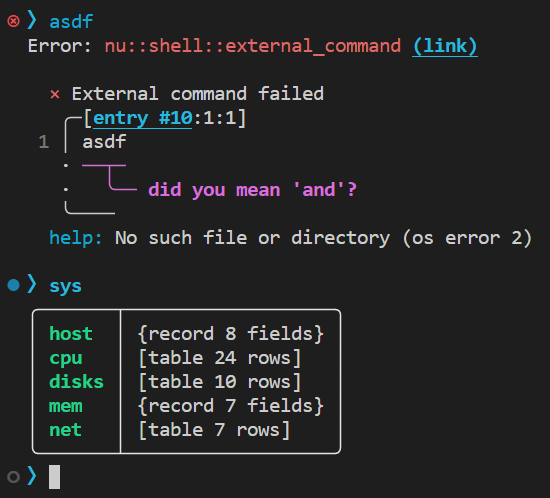 ❯ asdf
Error: nu::shell::external_command (link)
× External command failed
[entry #10:1:1]
1 asdf
did you mean 'and'?
help: No such file or directory (os error 2)
❯ sys
host {record 8 fields}
cpu [table 24 rows]
disks [table 10 rows]
mem {record 7 fields}
net [table 7 rows]
❯